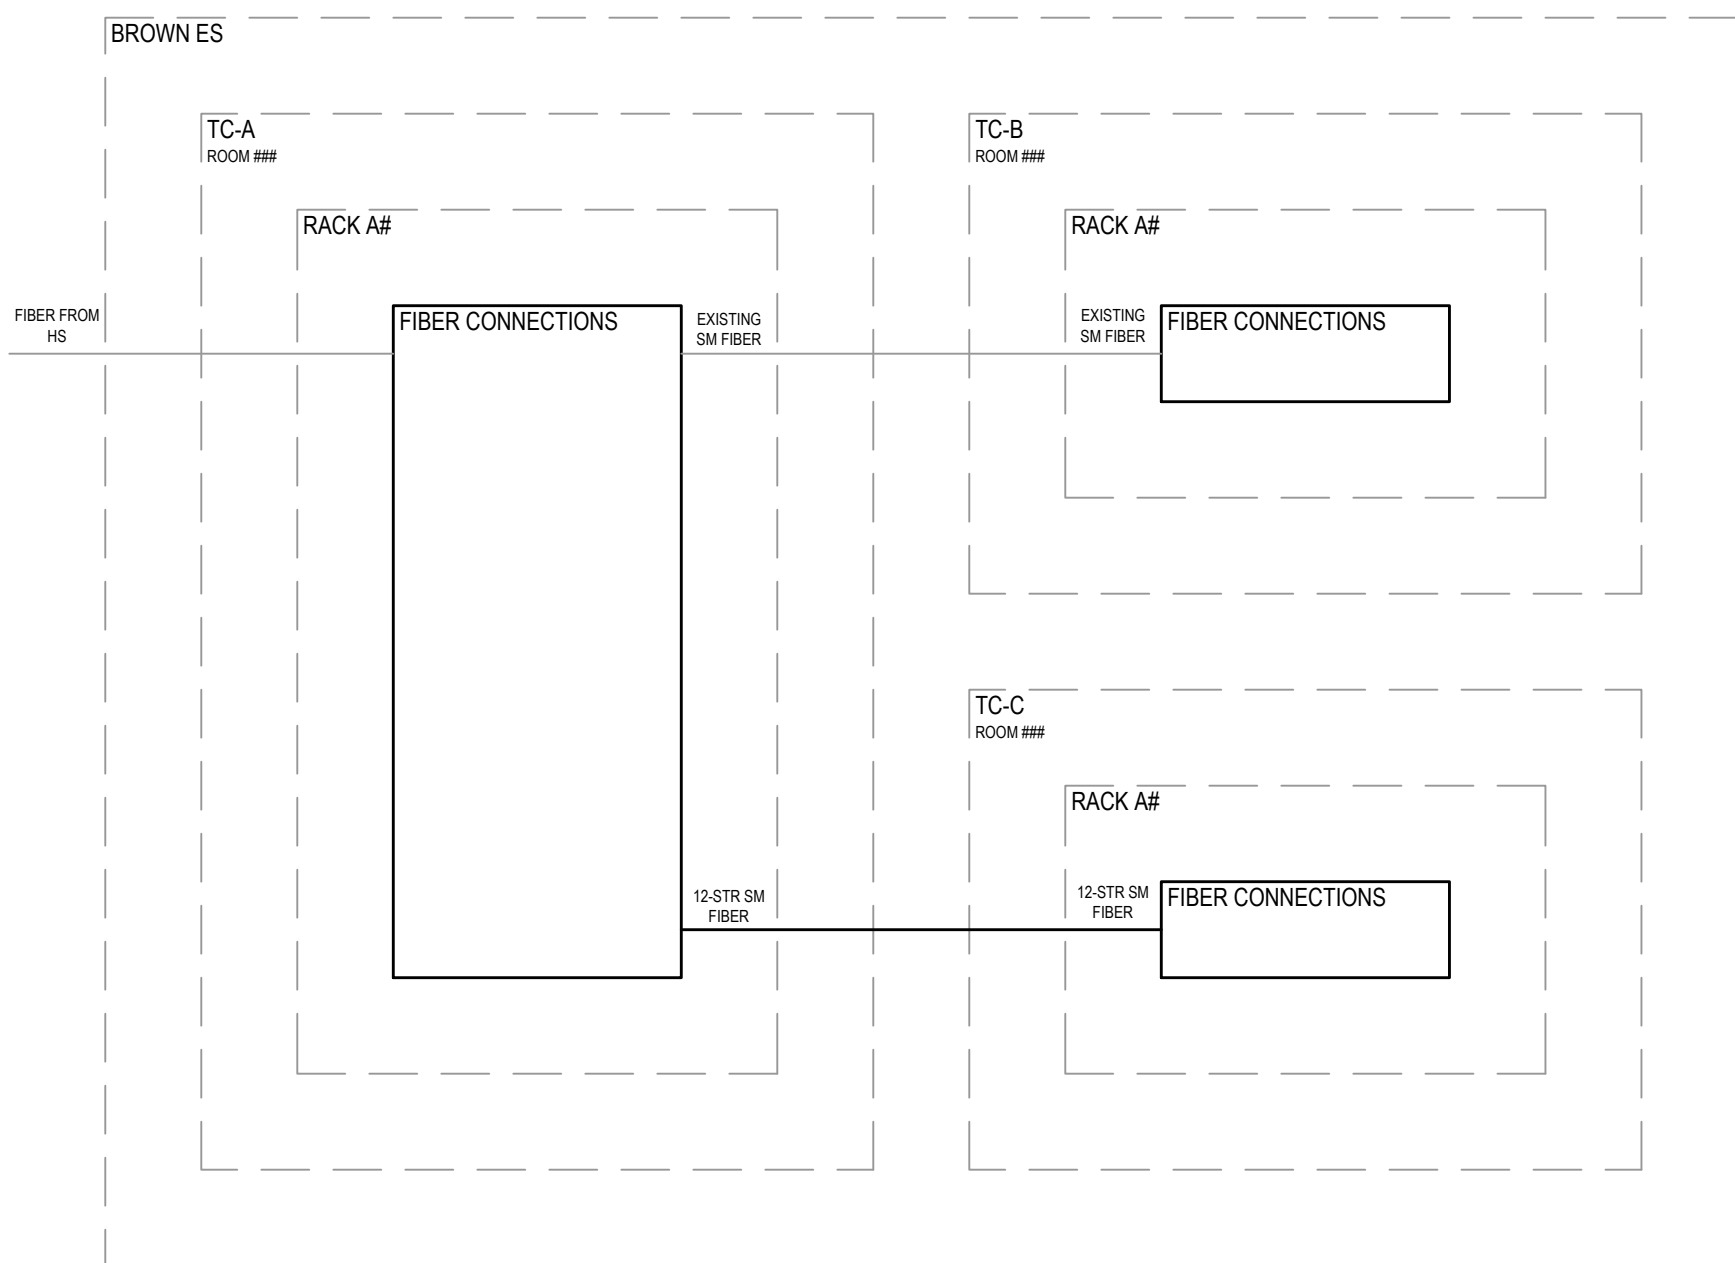 BROWN ES
TC-A
ROOM ###
TC-B
ROOM ###
RACK A#
RACK A#
FIBER FROM
HS
FIBER CONNECTIONS
EXISTING
SM FIBER
EXISTING
SM FIBER
FIBER CONNECTIONS
TC-C
ROOM ###
RACK A#
12-STR SM
FIBER
12-STR SM
FIBER
FIBER CONNECTIONS